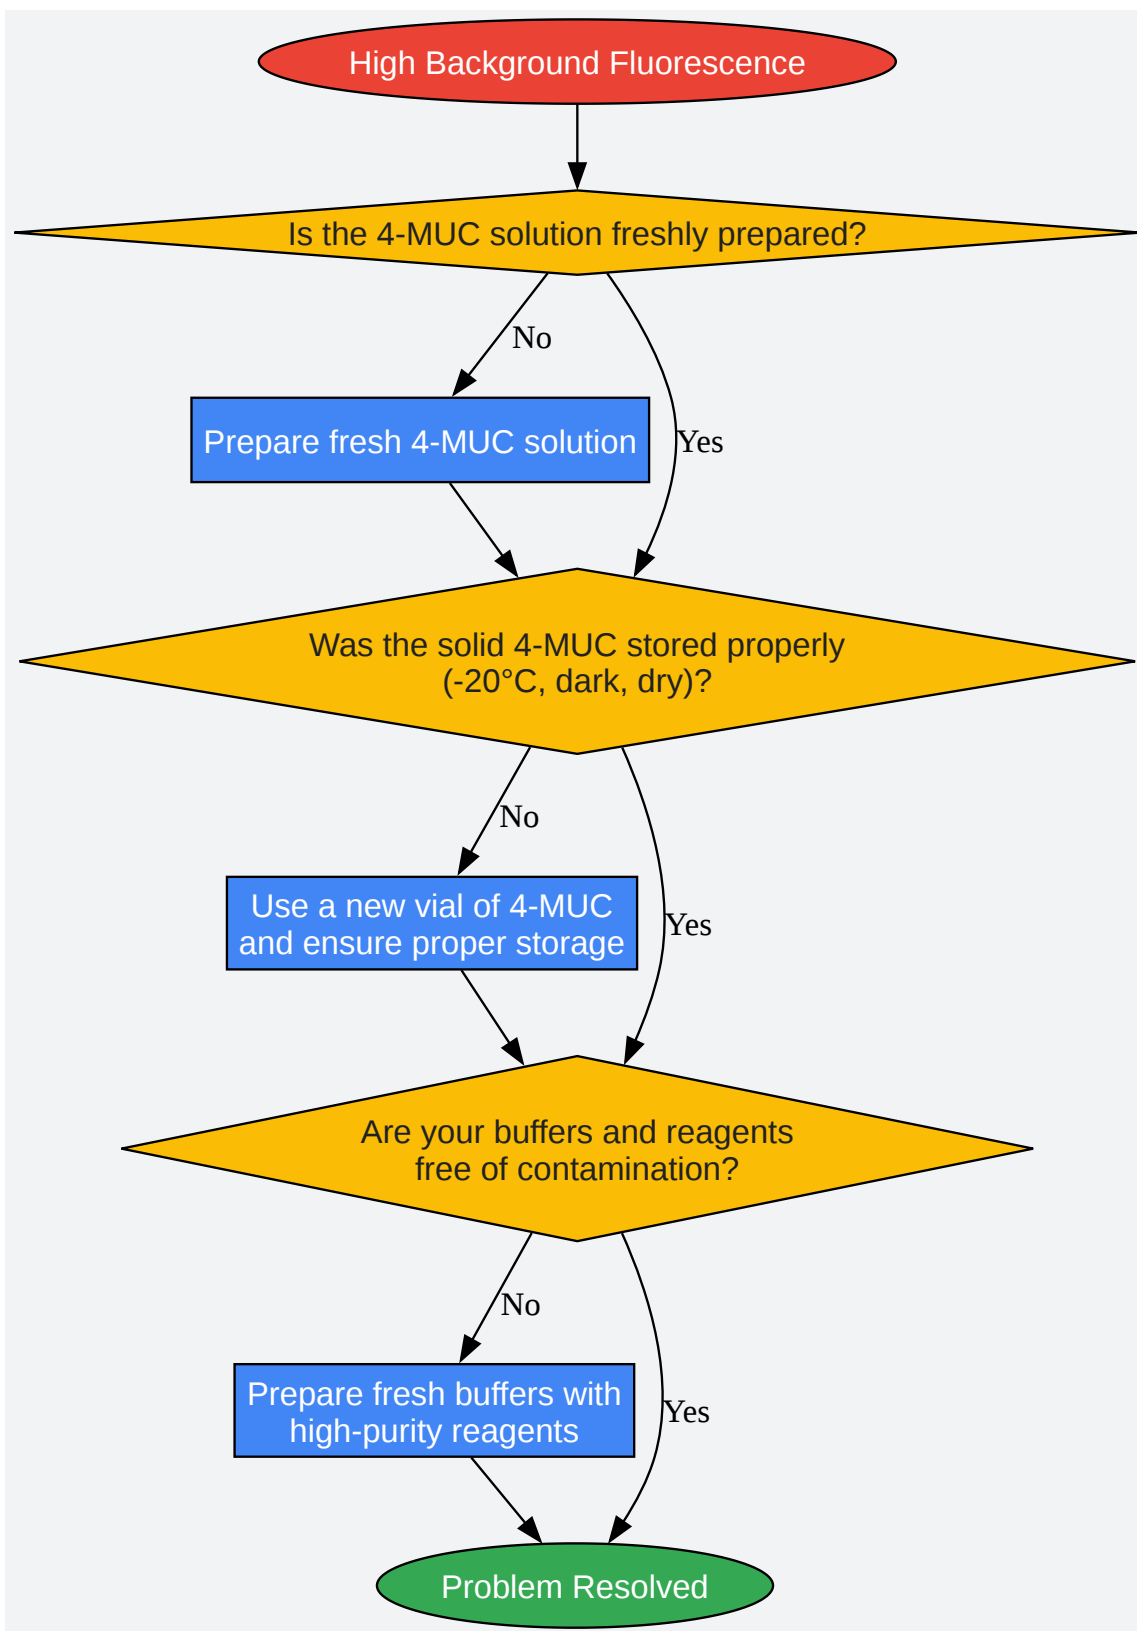 High Background Fluorescence
Is the 4-MUC solution freshly prepared?
No
Prepare fresh 4-MUC solution
Yes
Was the solid 4-MUC stored properly
(-20°C, dark, dry)?
No
Use a new vial of 4-MUC
and ensure proper storage
Yes
Are your buffers and reagents
free of contamination?
No
Prepare fresh buffers with
high-purity reagents
Yes
Problem Resolved